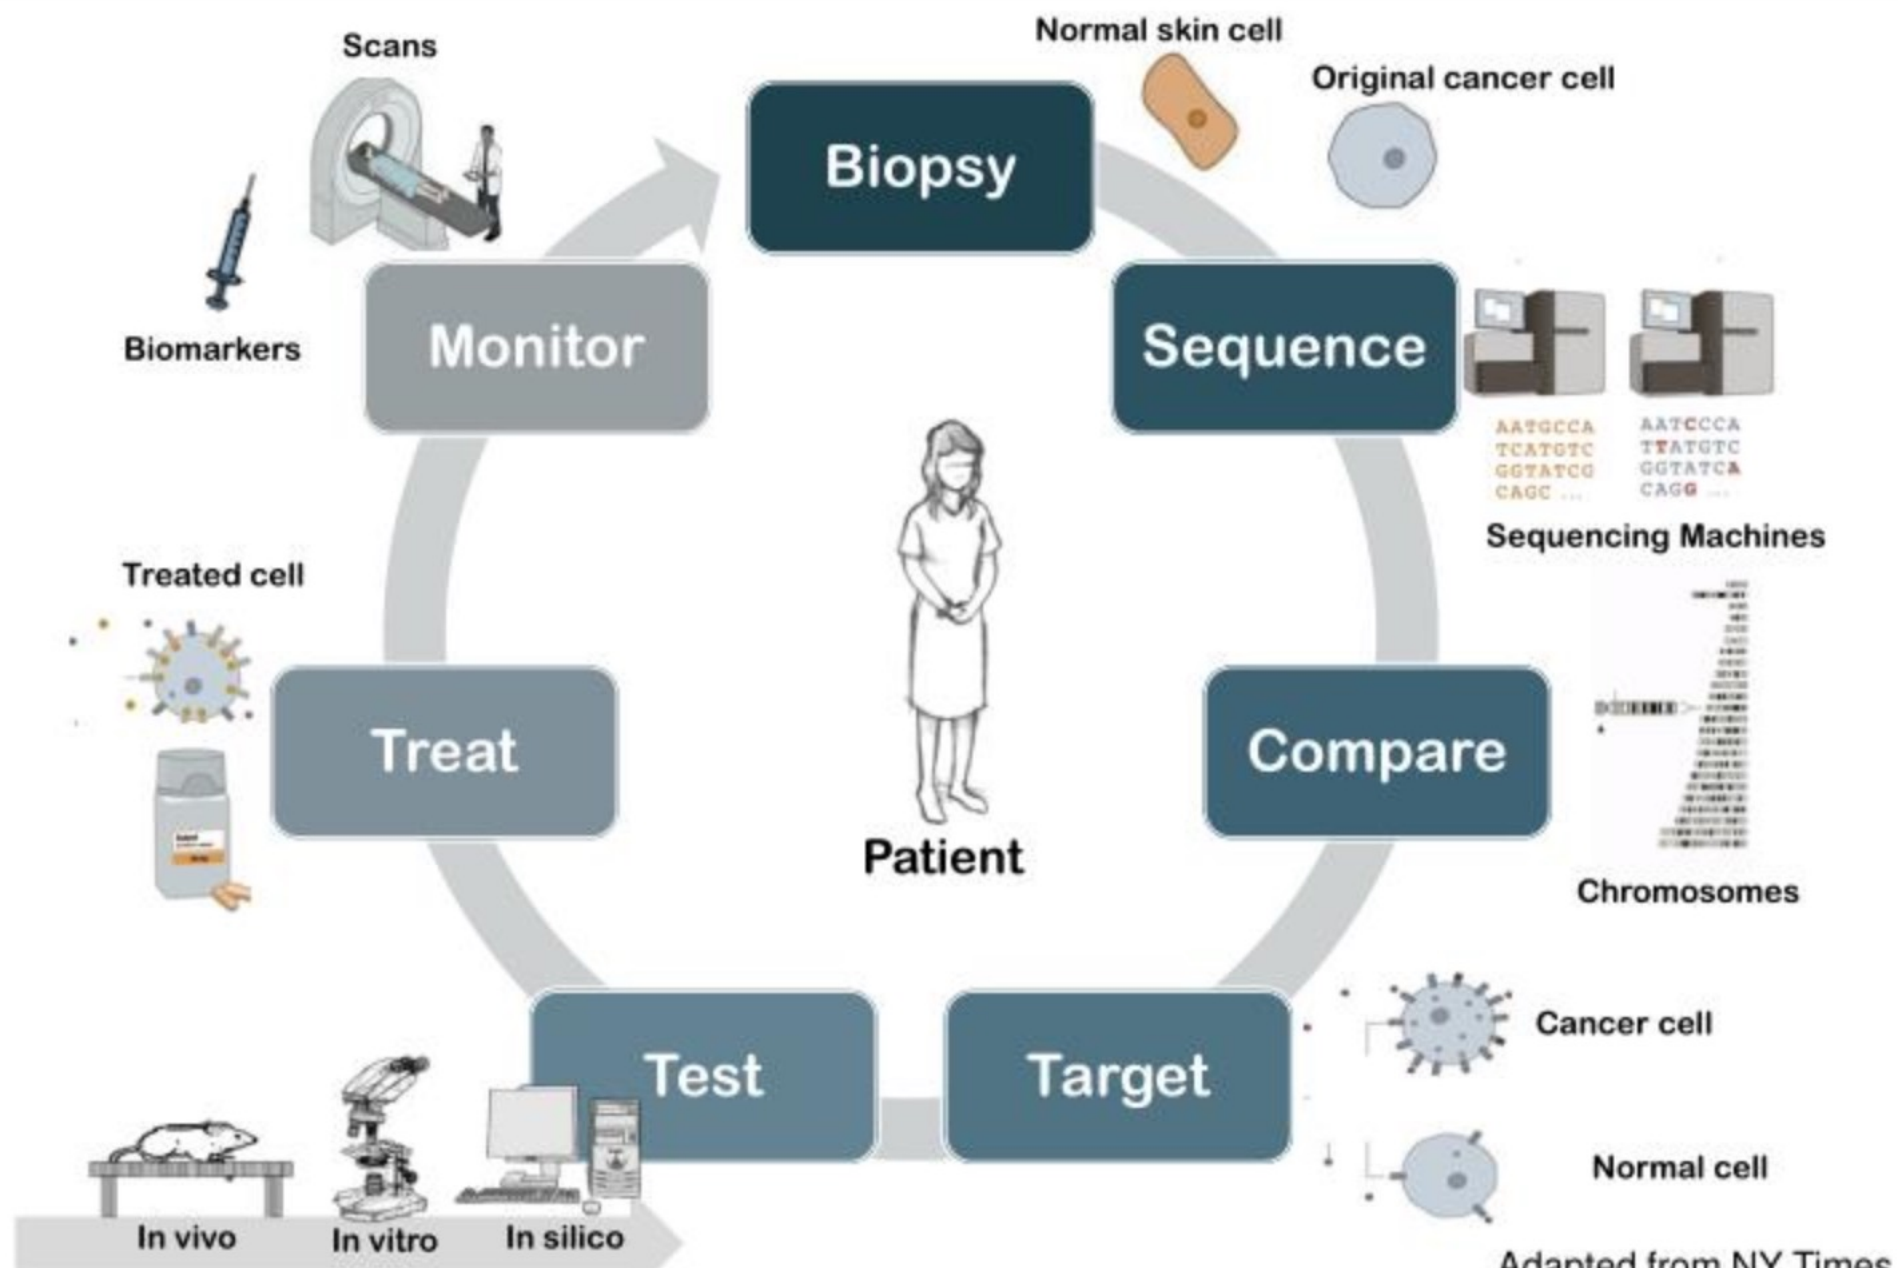 Scans
Normal skin cell
Original cancer cell
Biopsy
Biomarkers
Monitor
Sequence
AATGCCA
TCATGTC
GGTATCG
CAGC ...
AATCCCA
TTATGTC
GGTATCA
CAGG ...
Sequencing Machines
Treated cell
Treat
Patient
Compare
Chromosomes
Test
Target
Cancer cell
Normal cell
In vivo
In vitro
In silico
Adapted from NY Times